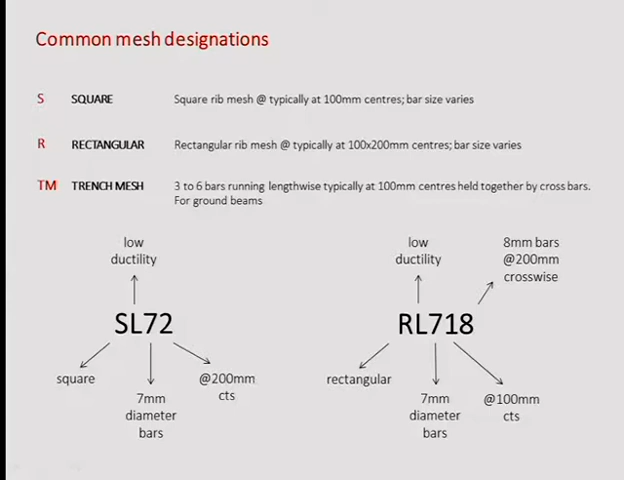 Common mesh designations
S SQUARE Square rib mesh @ typically at 100mm centres; bar size varies
R RECTANGULAR Rectangular rib mesh @ typically at 100x200mm centres; bar size varies
TM TRENCH MESH 3 to 6 bars running lengthwise typically at 100mm centres held together by cross bars.
For ground beams
low
ductility
SL72
square
7mm
diameter
bars
@200mm
cts
low
ductility
8mm bars
@200mm
crosswise
RL718
rectangular
7mm
diameter
bars
@100mm
cts